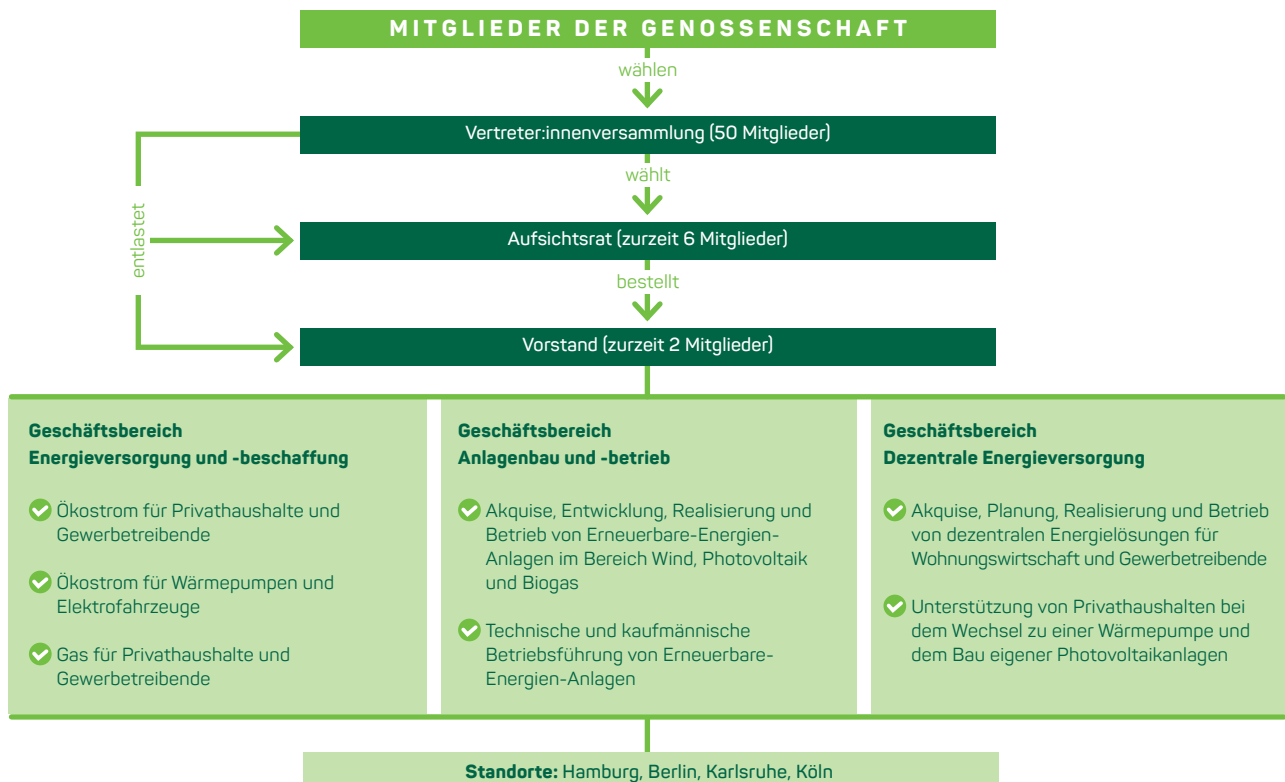 MITGLIEDER DER GENOSSENSCHAFT
wählen
Vertreter:innenversammlung (50 Mitglieder)
wählt
entlastet
Aufsichtsrat (zurzeit 6 Mitglieder)
bestellt
Vorstand (zurzeit 2 Mitglieder)
Geschäftsbereich
Energieversorgung und -beschaffung
Ökostrom für Privathaushalte und
Gewerbetreibende
Ökostrom für Wärmepumpen und
Elektrofahrzeuge
Gas für Privathaushalte und
Gewerbetreibende
Geschäftsbereich
Anlagenbau und -betrieb
Akquise, Entwicklung, Realisierung und
Betrieb von Erneuerbare-Energien-
Anlagen im Bereich Wind, Photovoltaik
und Biogas
Technische und kaufmännische
Betriebsführung von Erneuerbare-
Energien-Anlagen
Geschäftsbereich
Dezentrale Energieversorgung
Akquise, Planung, Realisierung und Betrieb
von dezentralen Energielösungen für
Wohnungswirtschaft und Gewerbetreibende
Unterstützung von Privathaushalten bei
dem Wechsel zu einer Wärmepumpe und
dem Bau eigener Photovoltaikanlagen
Standorte: Hamburg, Berlin, Karlsruhe, Köln